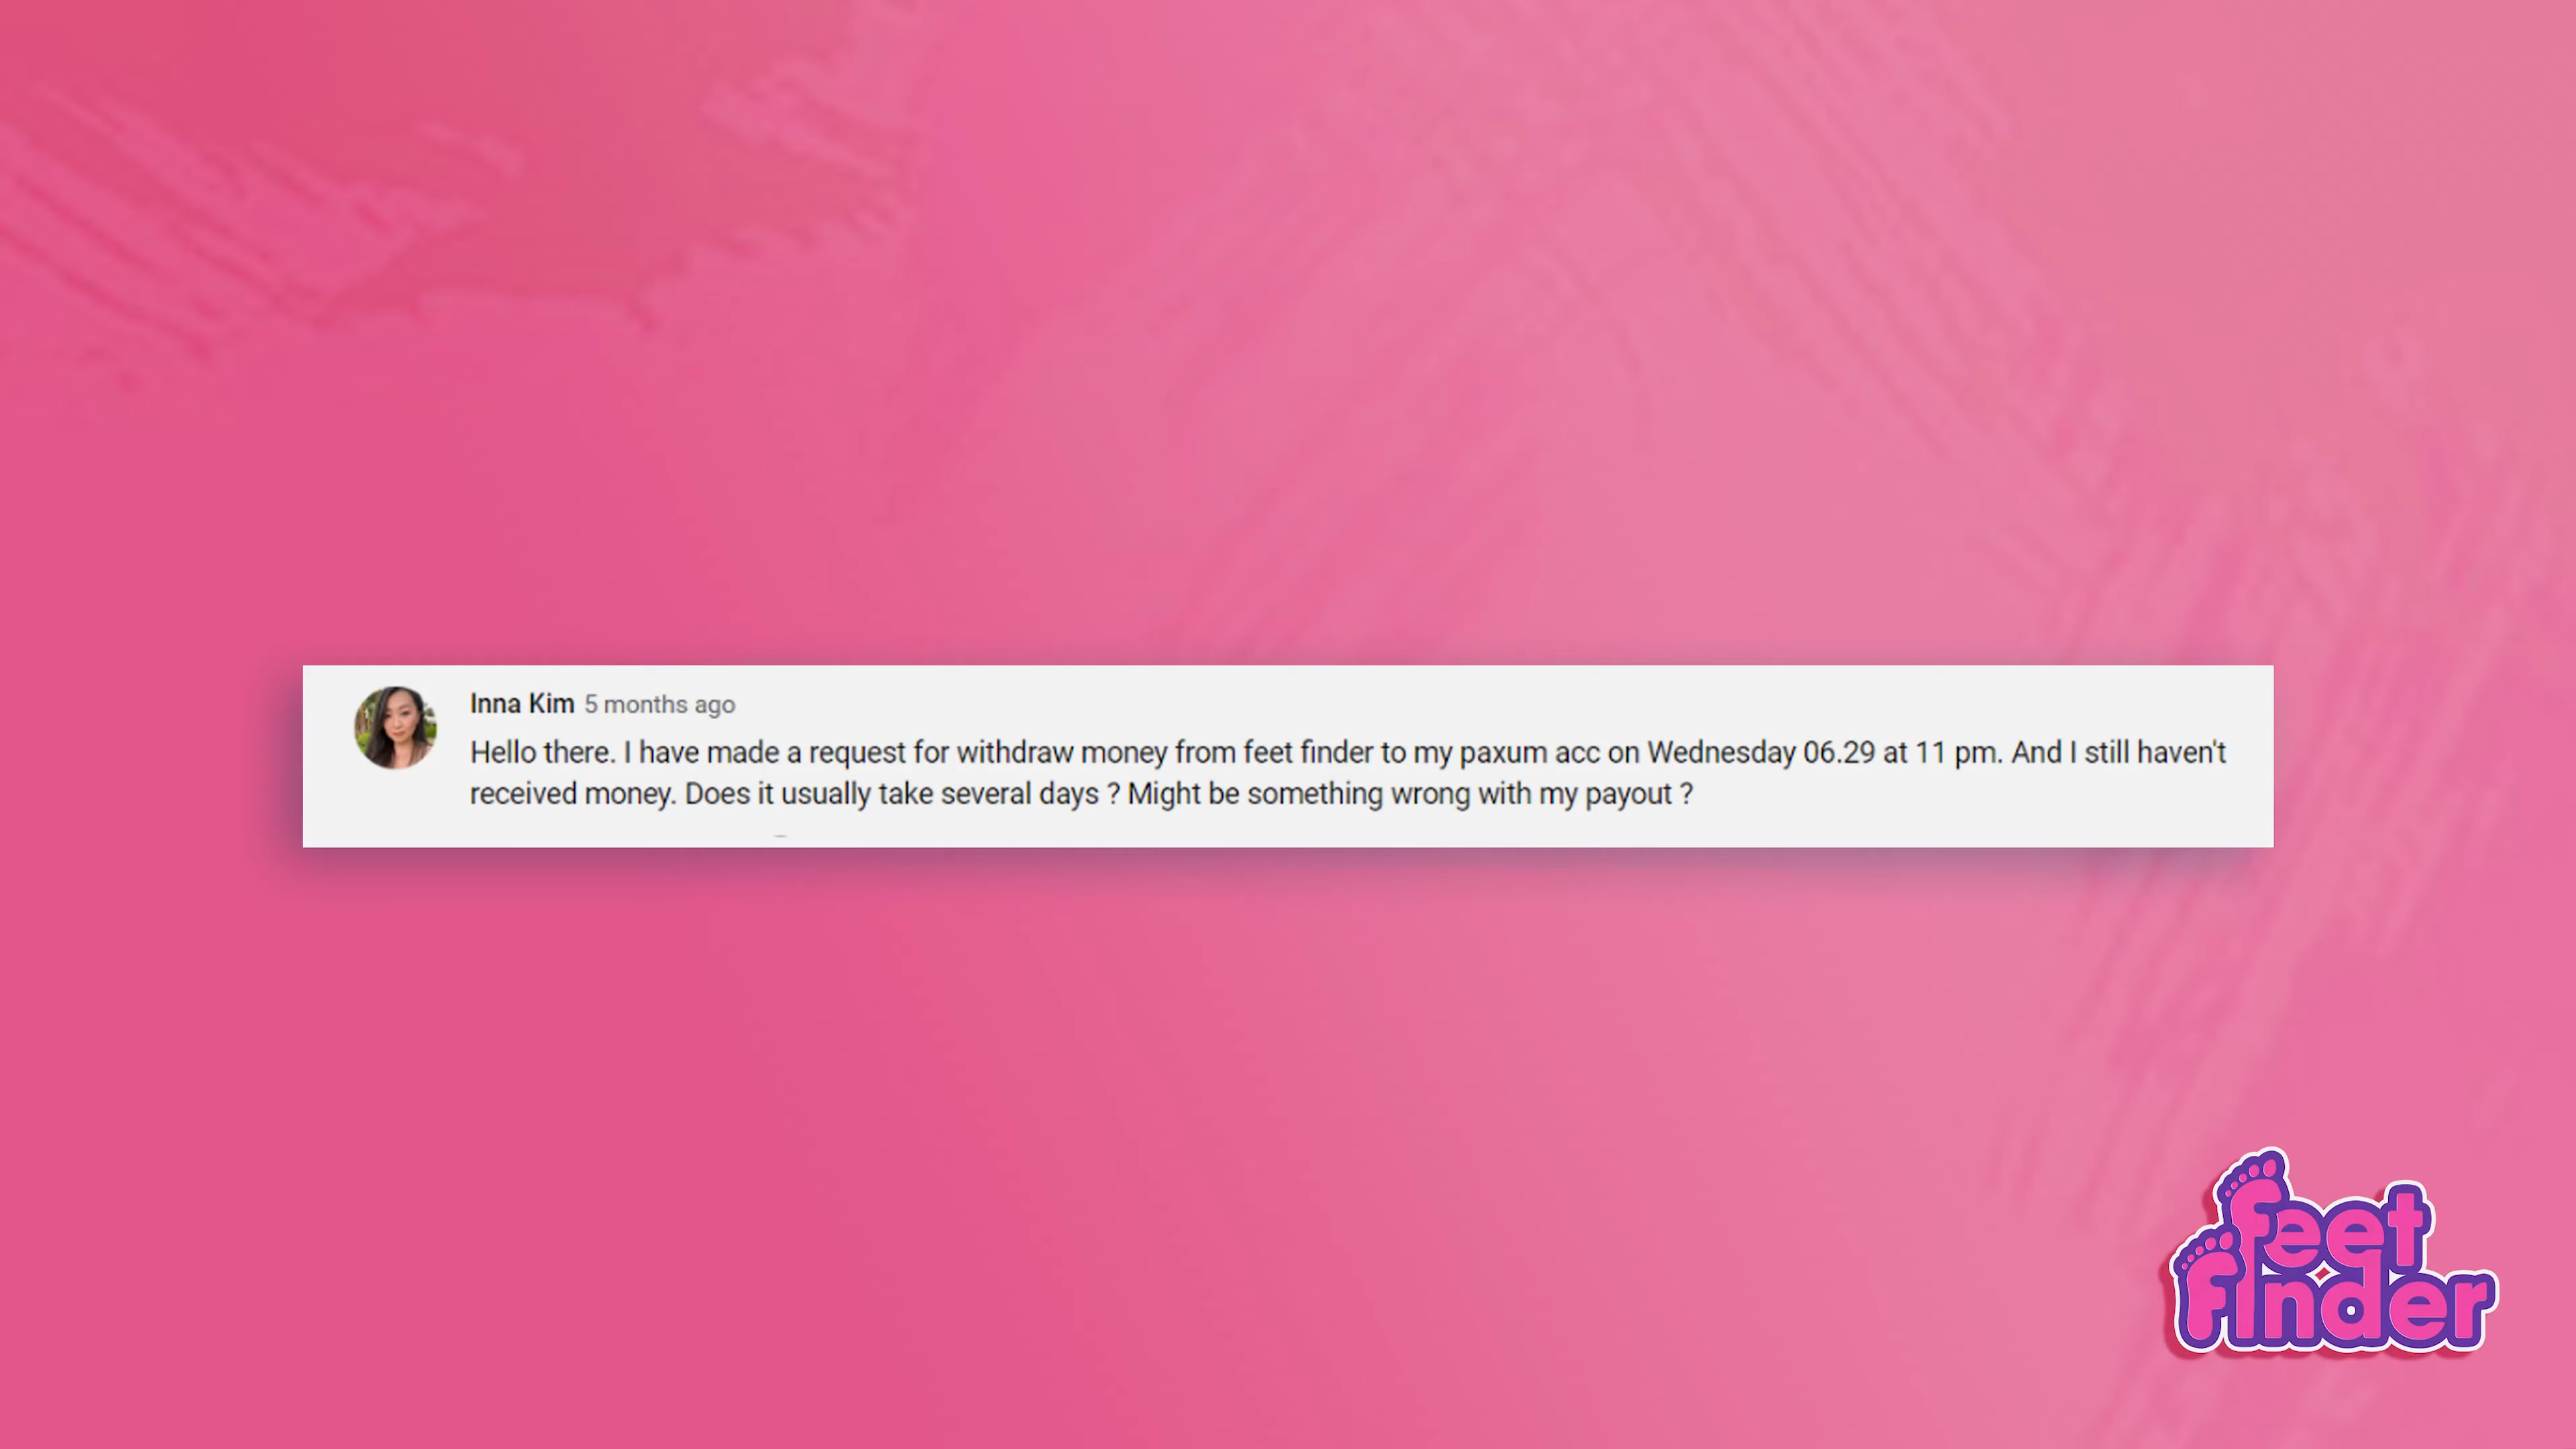 Inna Kim 5 months ago
Hello there. I have made a request for withdraw money from feet finder to my paxum acc on Wednesday 06.29 at 11 pm. And I still haven't
received money. Does it usually take several days ? Might be something wrong with my payout ?
feet
finder